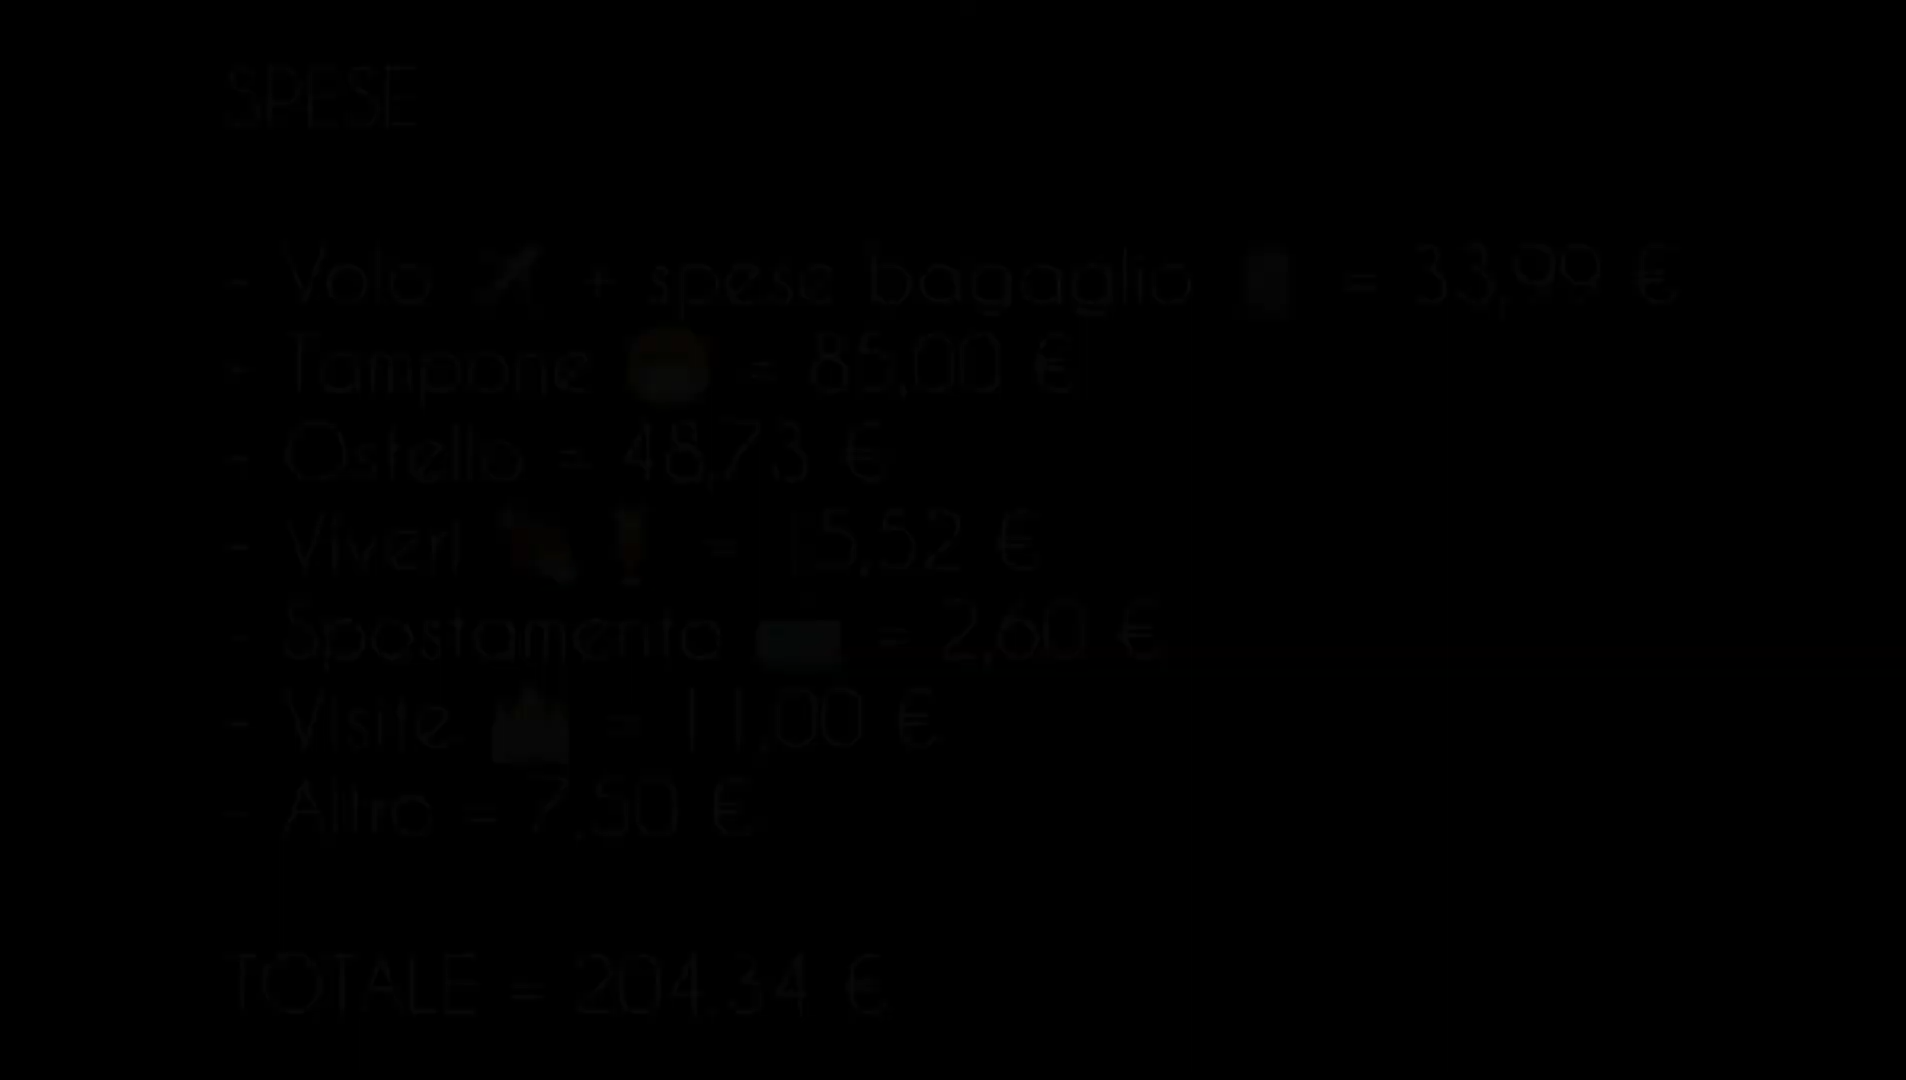 SPESE
- Volo ✈ + spese bagaglio 🧳 = 33,99 €
- Tampone 😷 = 85,00 €
- Ostello = 48,73 €
- Viveri 🍫 🍹 = 15,52 €
- Spostamento 🚃 = 2,60 €
- Visite 🏰 = 11,00 €
- Altro = 7,50 €
TOTALE = 204.34 €